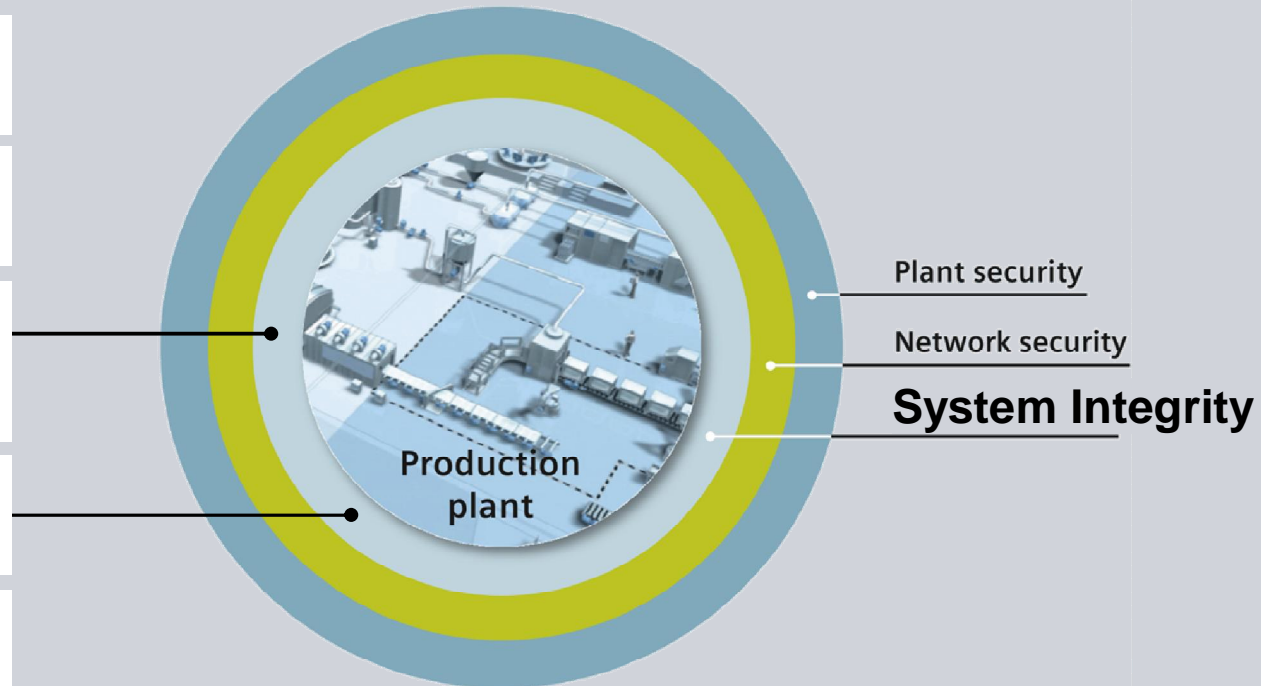 Plant security
Network security
System Integrity
Production
plant